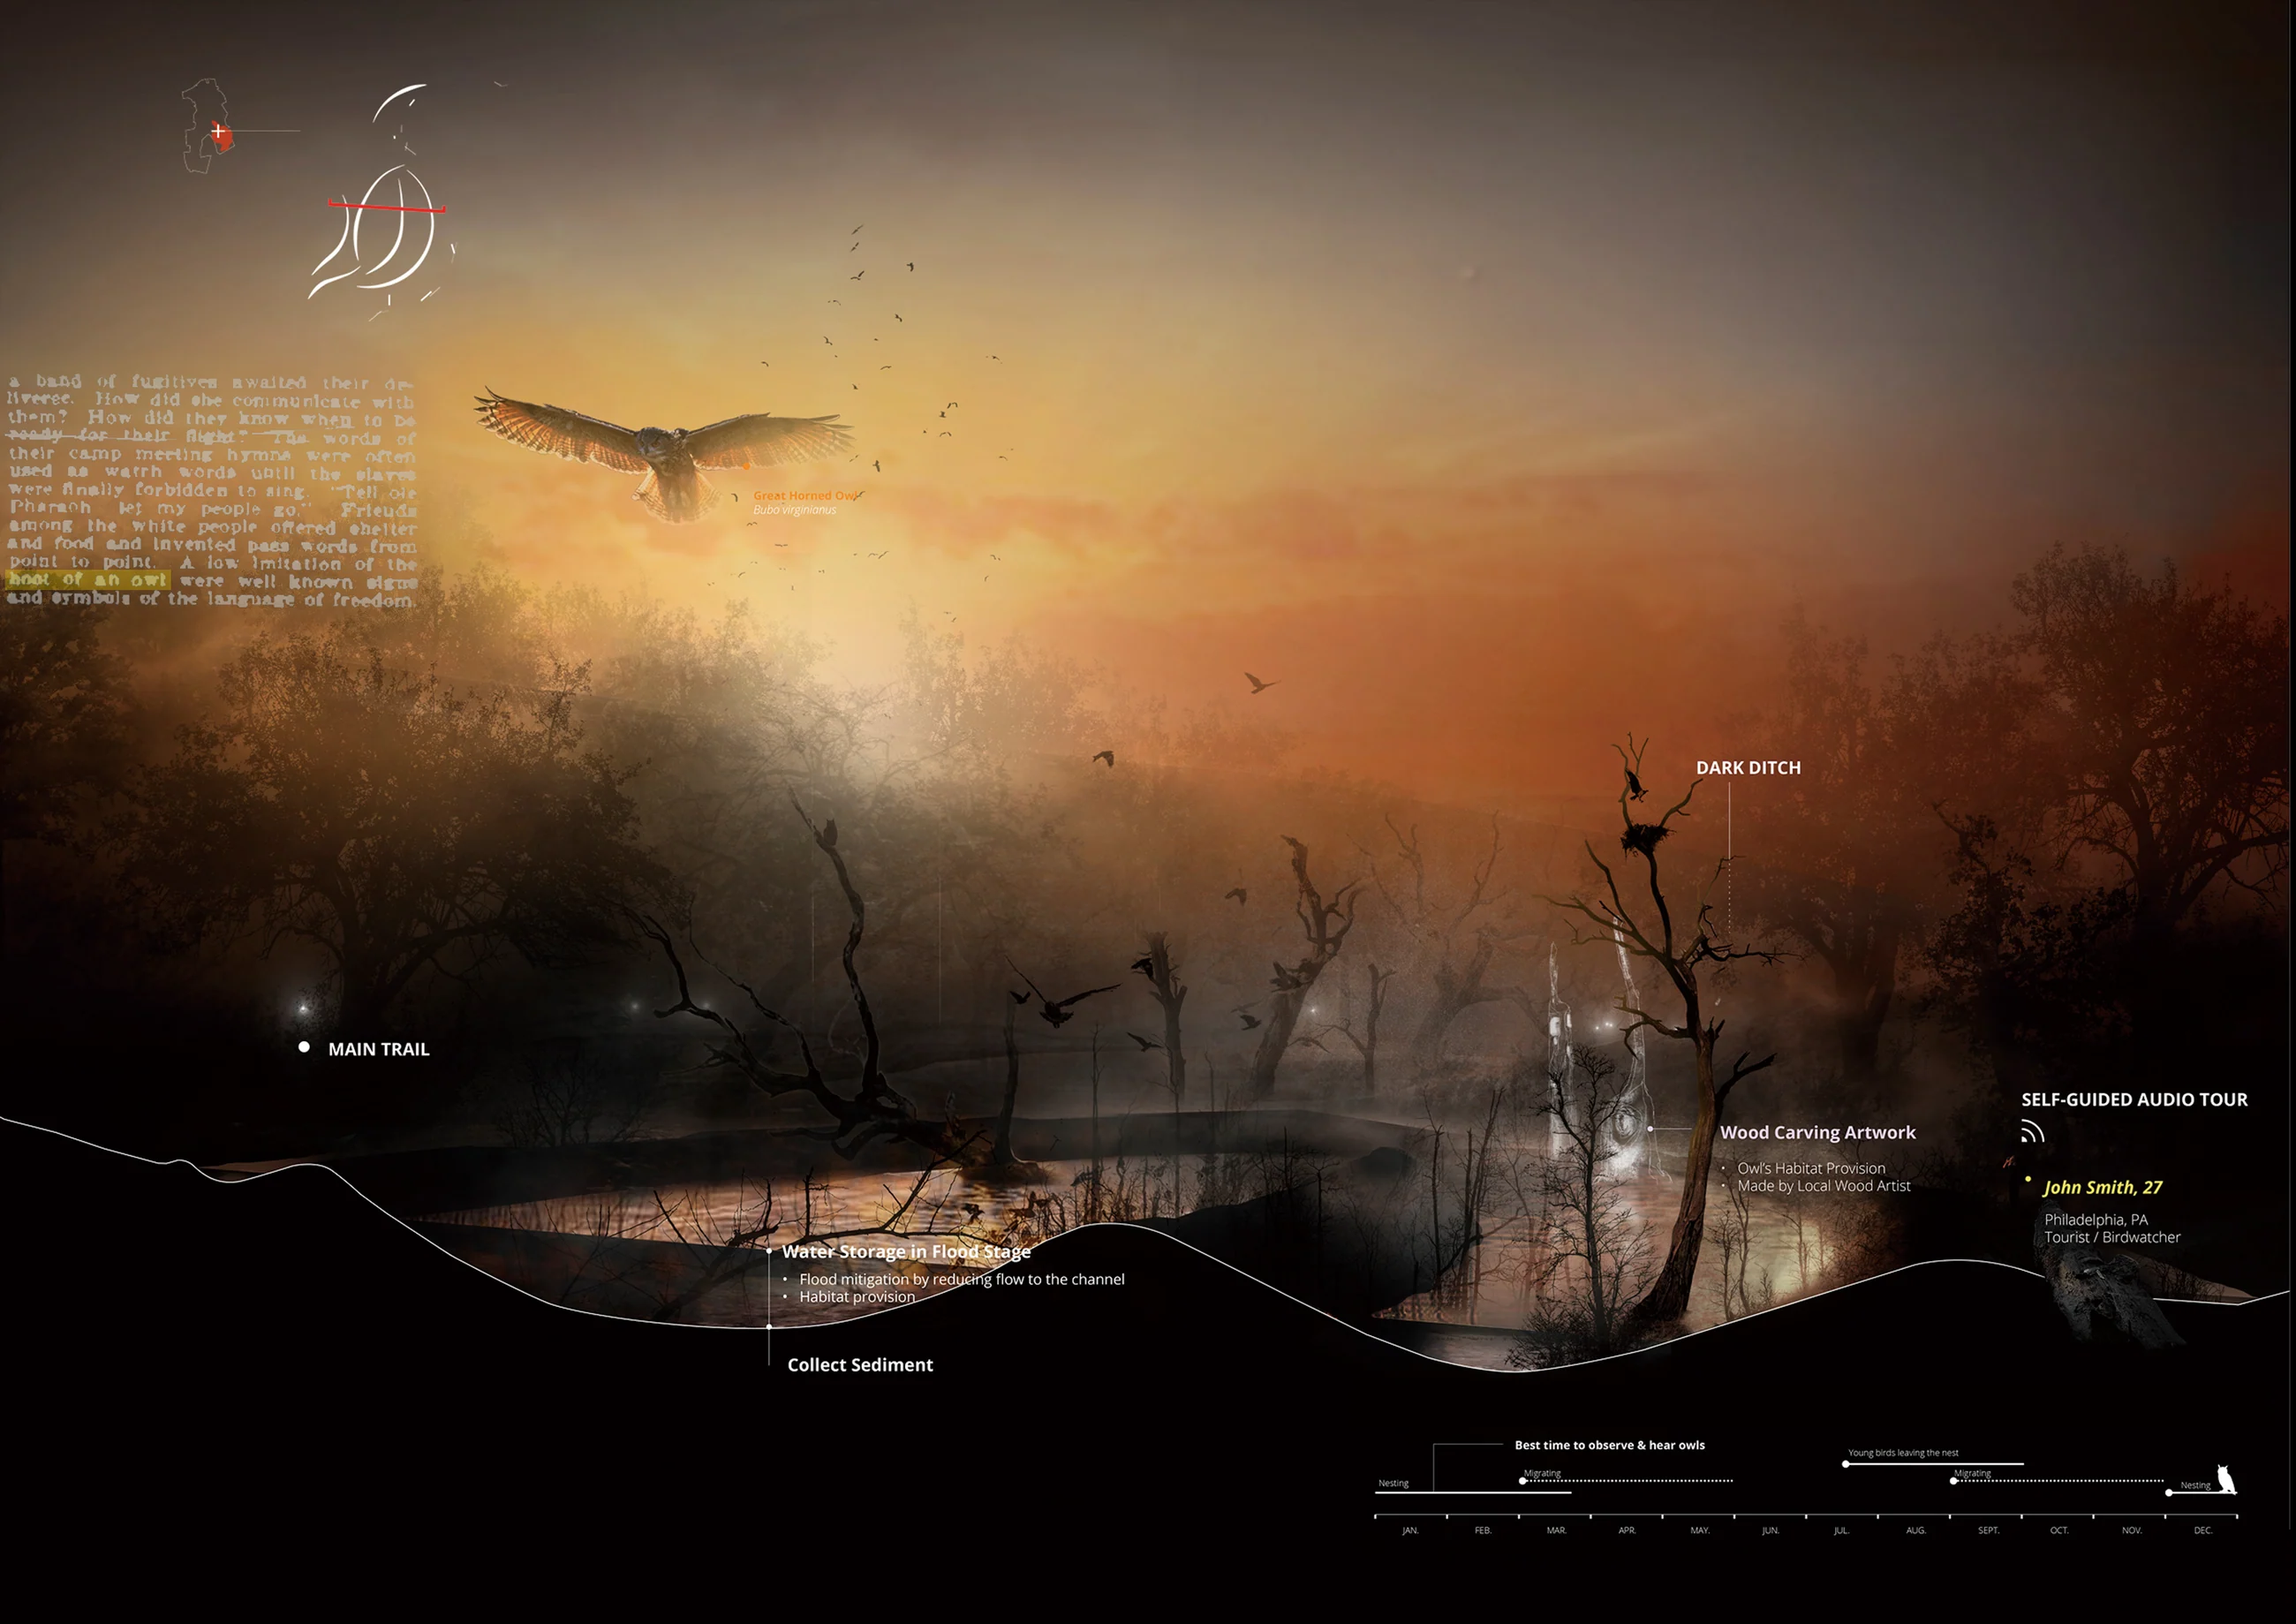 a band of fugitives awaited their de-
liverer. How did she communicate with
them? How did they know when to be
ready for their flight? The words of
their camp meeting hymns were often
used as watch words until the slaves
were finally forbidden to sing. "Tell ole
Pharaoh let my people go." Friends
among the white people offered shelter
and food and invented pass words from
point to point. A low imitation of the
hoot of an owl were well known signs
and symbols of the language of freedom.
Great Horned Owl
Bubo virginianus
DARK DITCH
MAIN TRAIL
SELF-GUIDED AUDIO TOUR
Wood Carving Artwork
• Owl's Habitat Provision
• Made by Local Wood Artist
John Smith, 27
Philadelphia, PA
Tourist / Birdwatcher
Water Storage in Flood Stage
• Flood mitigation by reducing flow to the channel
• Habitat provision
Collect Sediment
Best time to observe & hear owls
Young birds leaving the nest
Migrating
Migrating
Nesting
Nesting
JAN. FEB. MAR. APR. MAY. JUN. JUL. AUG. SEPT. OCT. NOV. DEC.